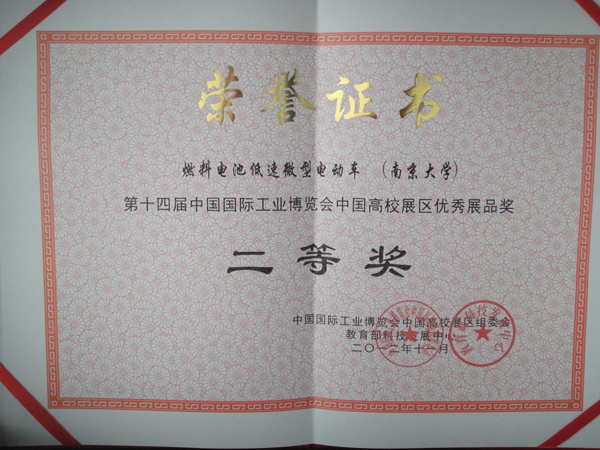 荣誉证书
燃料电池低速微型电动车 （南京大学）
第十四届中国国际工业博览会中国高校展区优秀展品奖
二等奖
中国国际工业博览会中国高校展区组委会
教育部科技发展中心
二〇一二年十一月